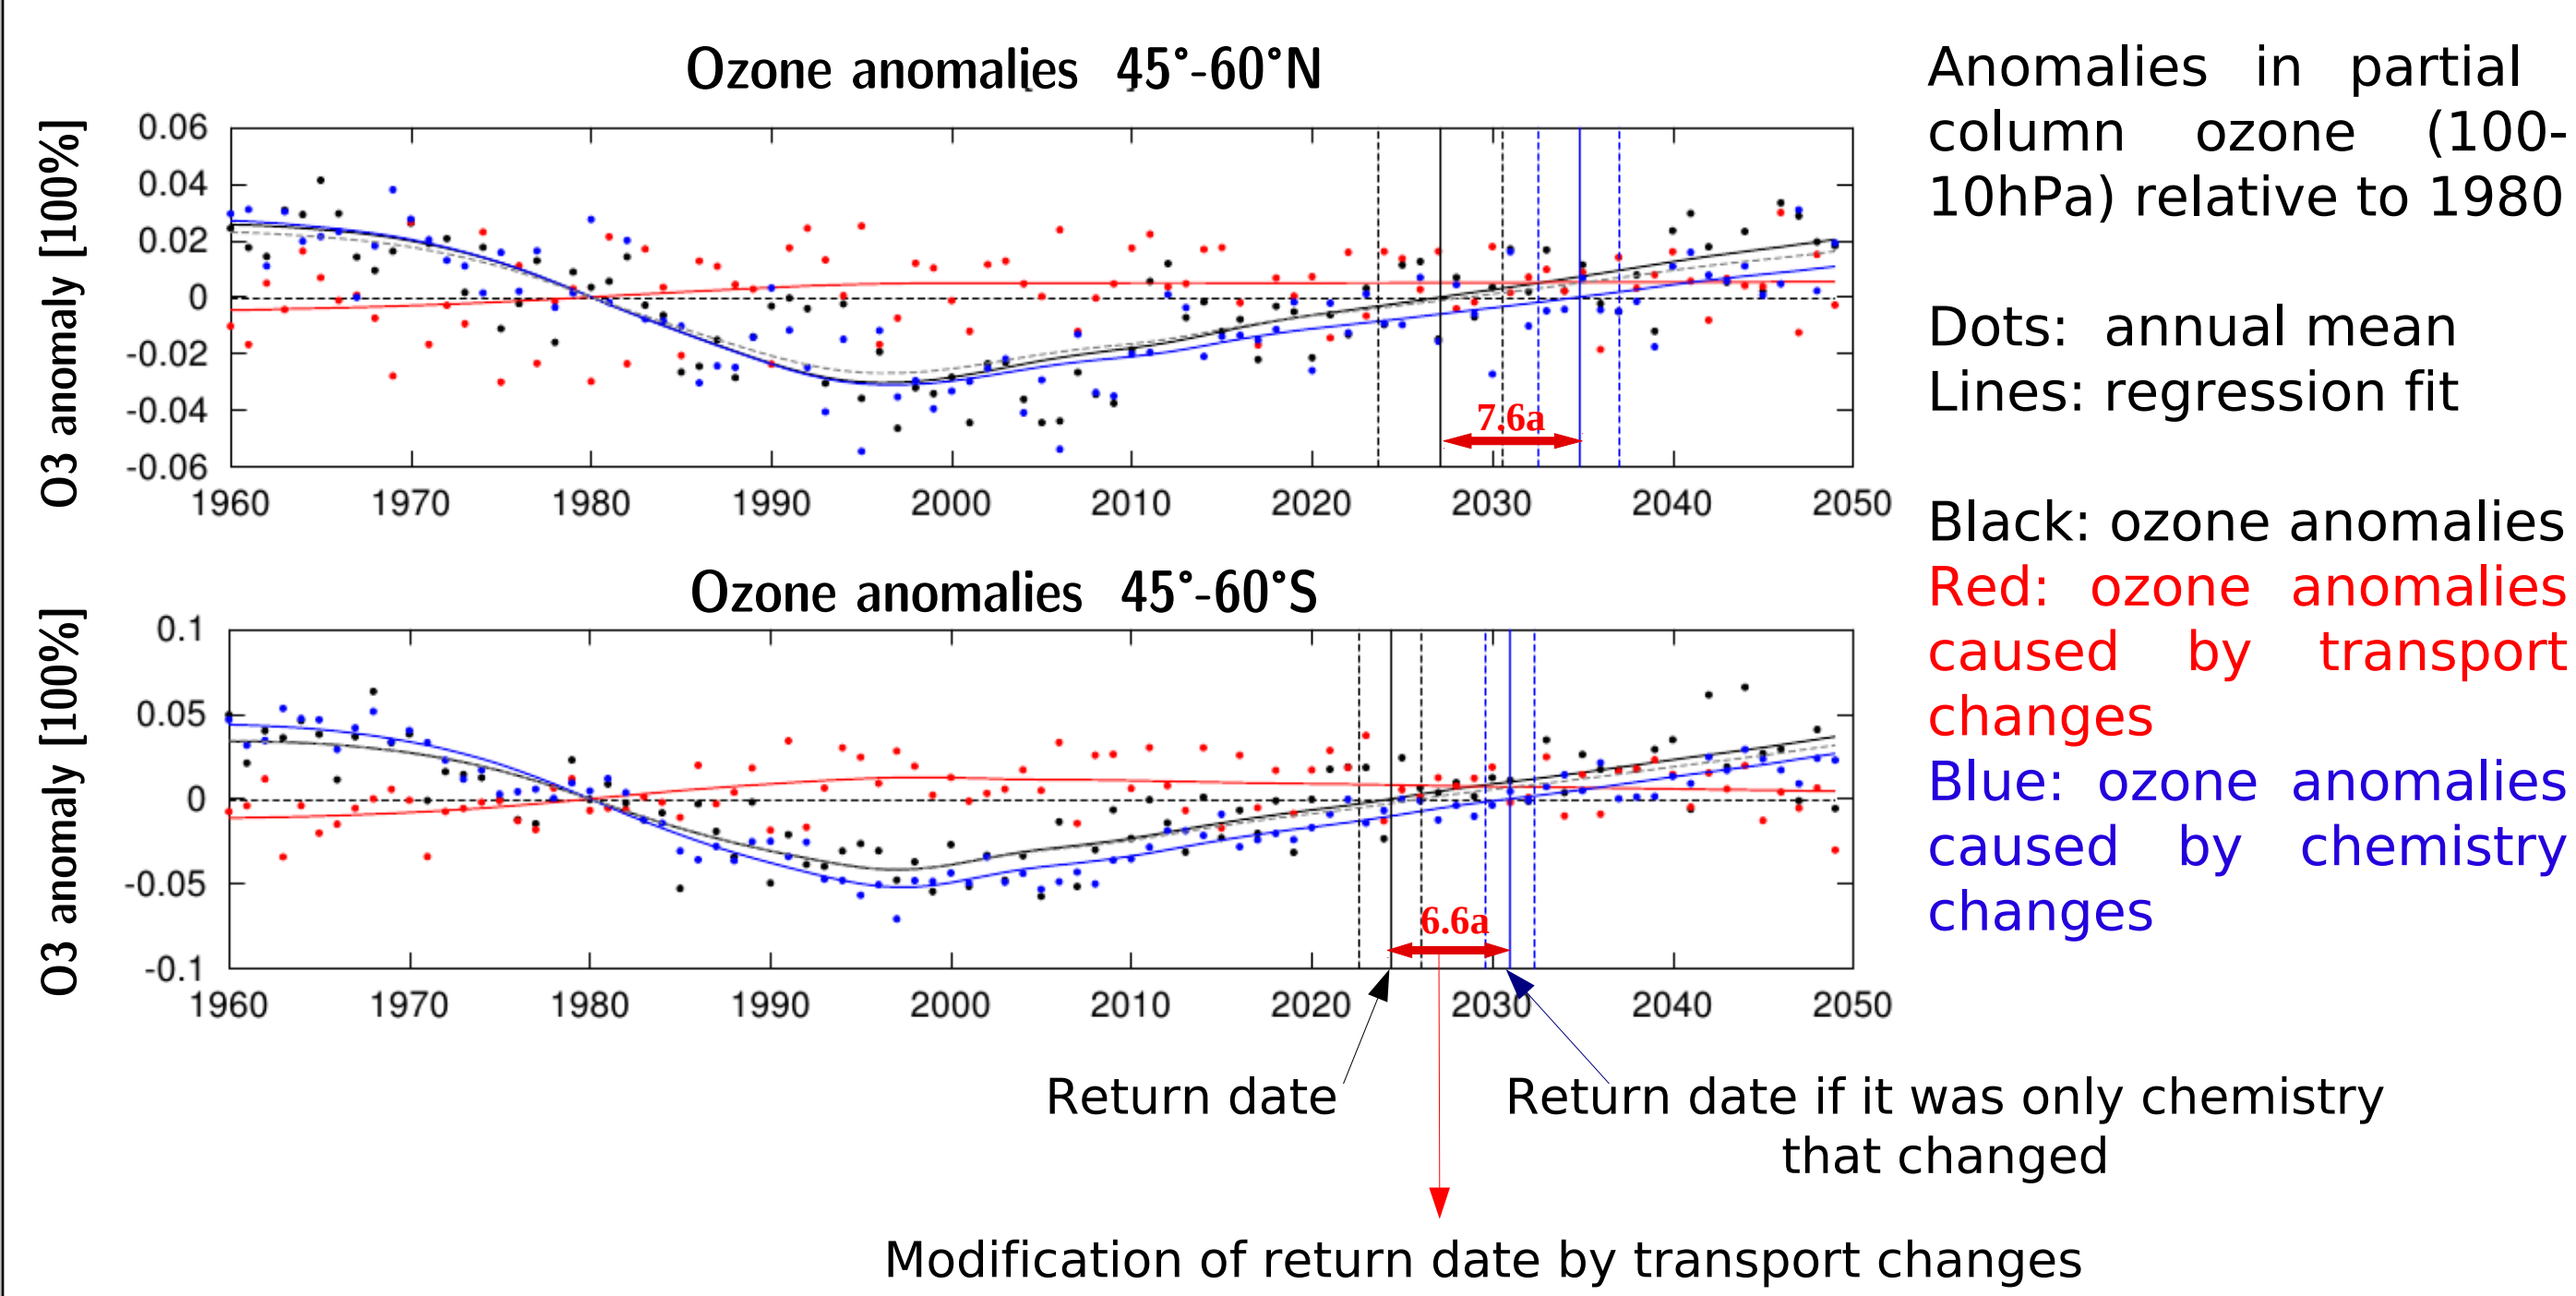 Ozone anomalies 45°-60°N
O3 anomaly [100%]
0.06
0.04
0.02
0
-0.02
-0.04
-0.06
7.6a
1960 1970 1980 1990 2000 2010 2020 2030 2040 2050
Ozone anomalies 45°-60°S
O3 anomaly [100%]
0.1
0.05
0
-0.05
-0.1
6.6a
1960 1970 1980 1990 2000 2010 2020 2030 2040 2050
Return date
Return date if it was only chemistry
that changed
Modification of return date by transport changes
Anomalies in partial
column ozone (100-
10hPa) relative to 1980
Dots: annual mean
Lines: regression fit
Black: ozone anomalies
Red: ozone anomalies
caused by transport
changes
Blue: ozone anomalies
caused by chemistry
changes